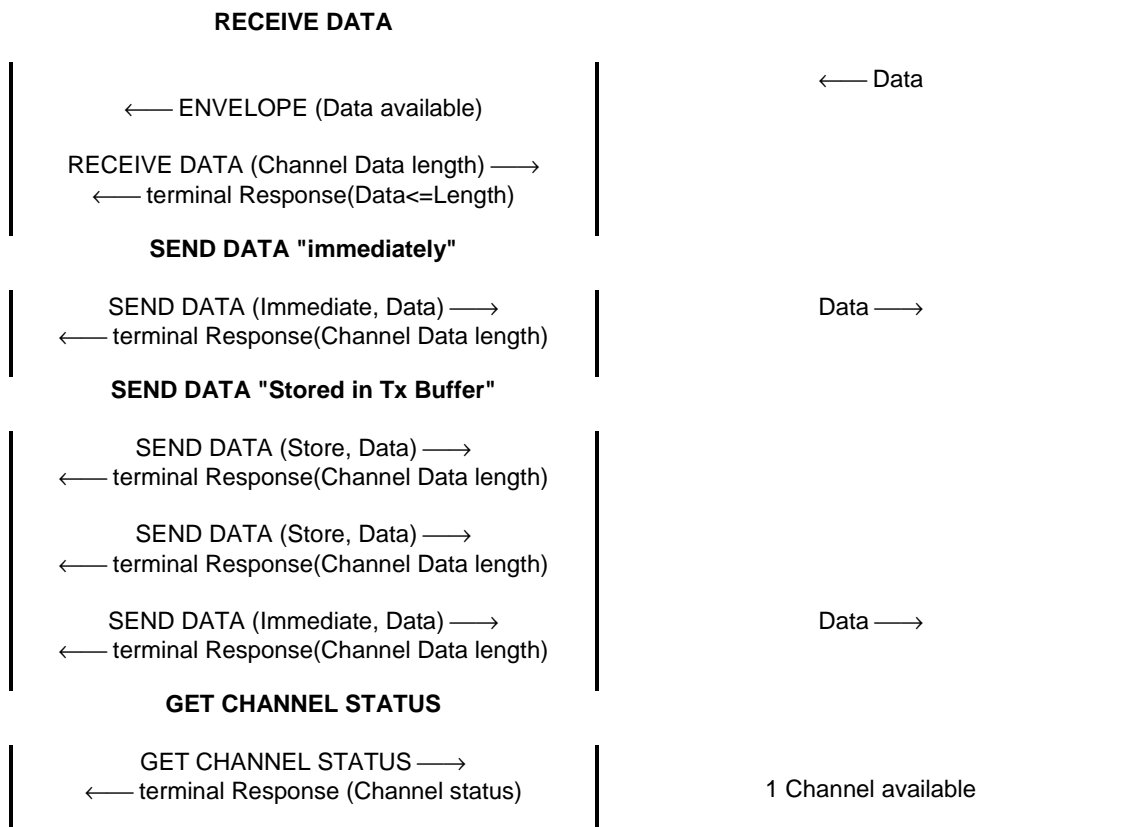 RECEIVE DATA
⟵ Data
⟵ ENVELOPE (Data available)
RECEIVE DATA (Channel Data length) ⟶
⟵ terminal Response(Data<=Length)
SEND DATA "immediately"
SEND DATA (Immediate, Data) ⟶ Data ⟶
⟵ terminal Response(Channel Data length)
SEND DATA "Stored in Tx Buffer"
SEND DATA (Store, Data) ⟶
⟵ terminal Response(Channel Data length)
SEND DATA (Store, Data) ⟶
⟵ terminal Response(Channel Data length)
SEND DATA (Immediate, Data) ⟶ Data ⟶
⟵ terminal Response(Channel Data length)
GET CHANNEL STATUS
GET CHANNEL STATUS ⟶
⟵ terminal Response (Channel status) 1 Channel available